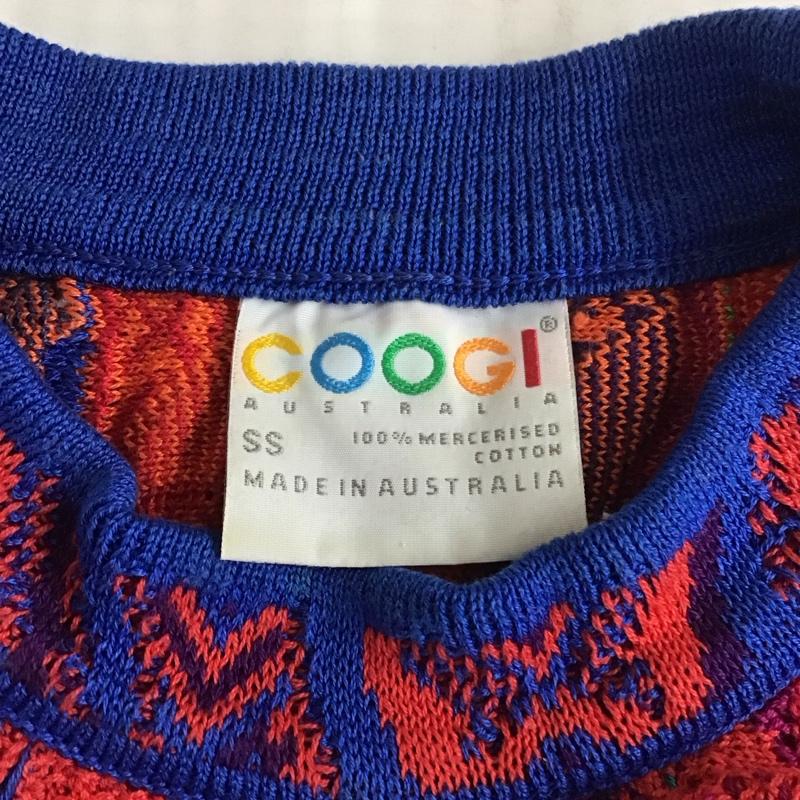 COOGI®
AUSTRALIA
SS 100% MERCERISED
COTTON
MADE IN AUSTRALIA